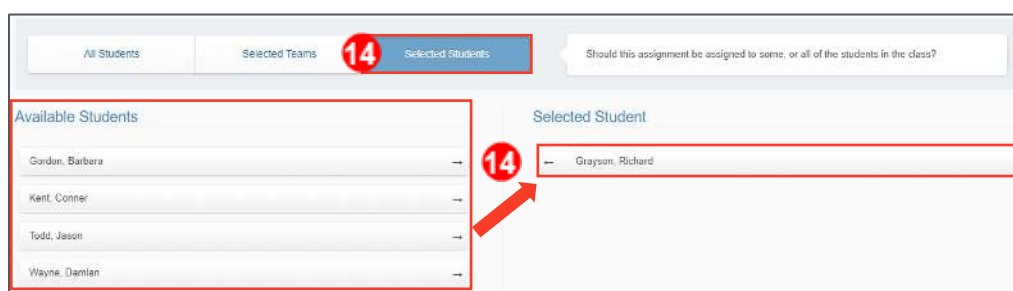 All Students
Selected Teams
14
Selected Students
Should this assignment be assigned to some, or all of the students in the class?
Available Students
Selected Student
Gordon, Barbara →
14
← Grayson, Richard
Kent, Conner →
Todd, Jason →
Wayne, Damian →